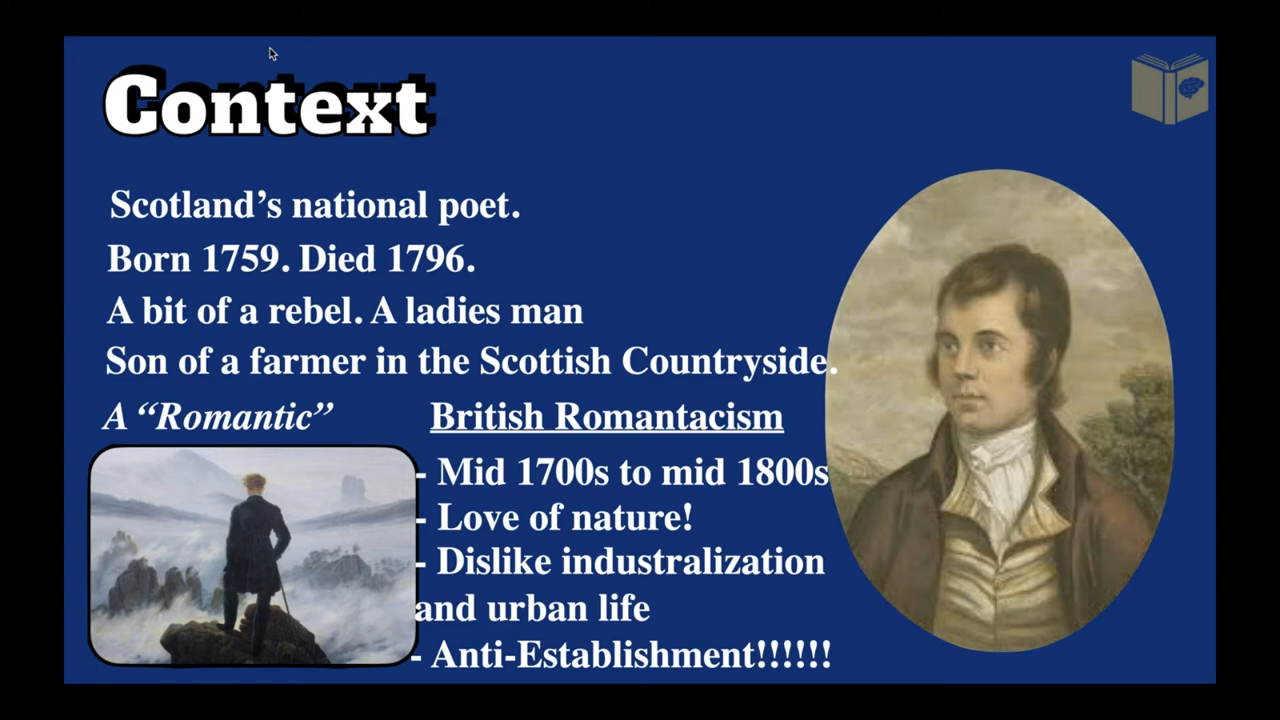 Context
Scotland’s national poet.
Born 1759. Died 1796.
A bit of a rebel. A ladies man
Son of a farmer in the Scottish Countryside.
A “Romantic”
British Romantacism
- Mid 1700s to mid 1800s
- Love of nature!
- Dislike industralization
and urban life
- Anti-Establishment!!!!!!